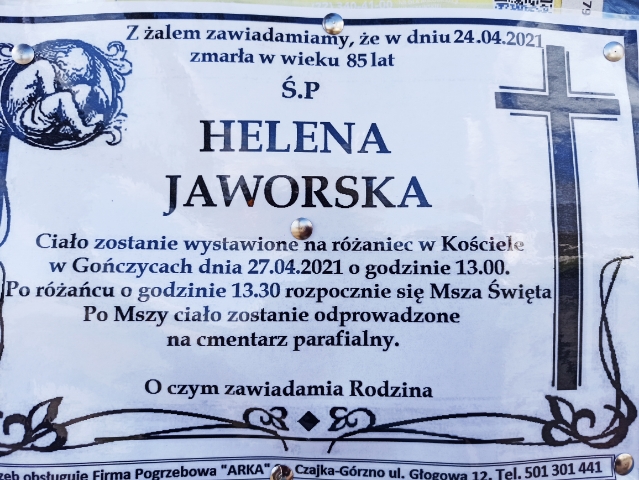 Z żalem zawiadamiamy, że w dniu 24.04.2021
zmarła w wieku 85 lat
Ś.P
HELENA
JAWORSKA
Ciało zostanie wystawione na różaniec w Kościele
w Gończycach dnia 27.04.2021 o godzinie 13.00.
Po różańcu o godzinie 13.30 rozpocznie się Msza Święta
Po Mszy ciało zostanie odprowadzone
na cmentarz parafialny.
O czym zawiadamia Rodzina
obsługuje Firma Pogrzebowa "ARKA" Czajka-Górzno ul. Głogowa 12. Tel. 501 301 441